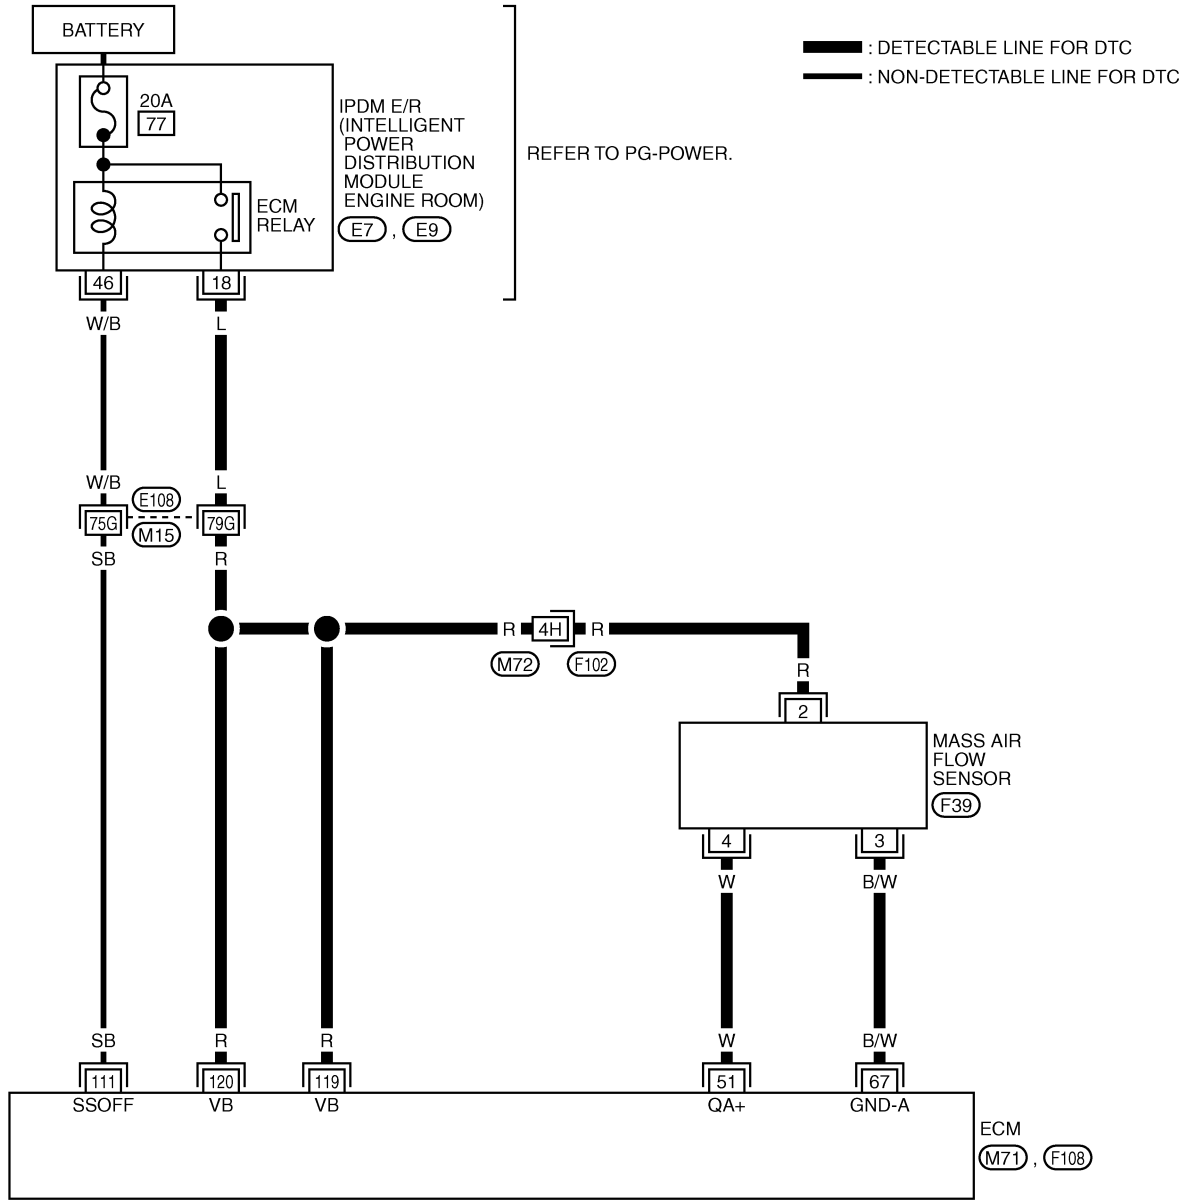 BATTERY
: DETECTABLE LINE FOR DTC
: NON-DETECTABLE LINE FOR DTC
20A
77
IPDM E/R
(INTELLIGENT
POWER
DISTRIBUTION
MODULE
ENGINE ROOM)
E7 , E9
REFER TO PG-POWER.
ECM
RELAY
46 18
W/B L
W/B L
E108
75G 79G
M15
SB R
R 4H R
M72 F102
R
2
MASS AIR
FLOW
SENSOR
F39
4 3
W B/W
SB R R W B/W
111 120 119 51 67
SSOFF VB VB QA+ GND-A
ECM
M71 , F108